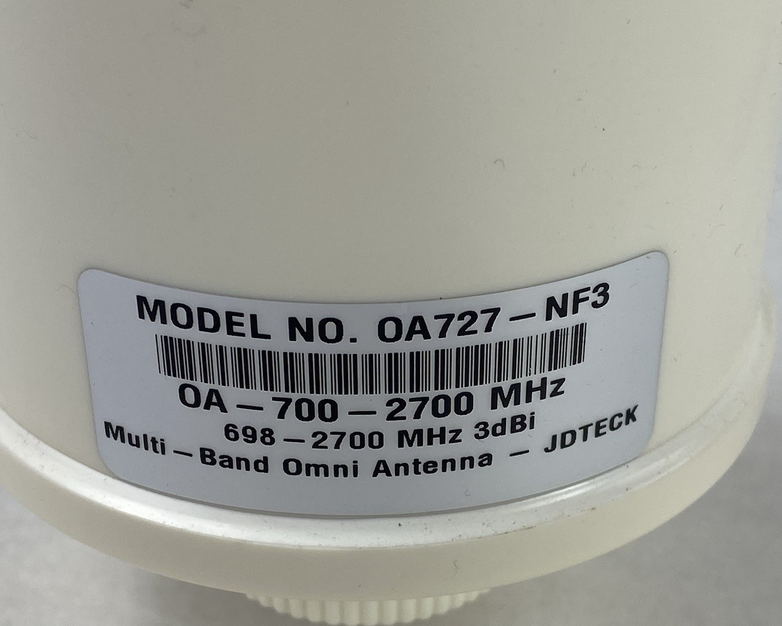 MODEL NO. OA727-NF3
OA-700-2700 MHz
698-2700 MHz 3dBi
Multi-Band Omni Antenna - JDTECK